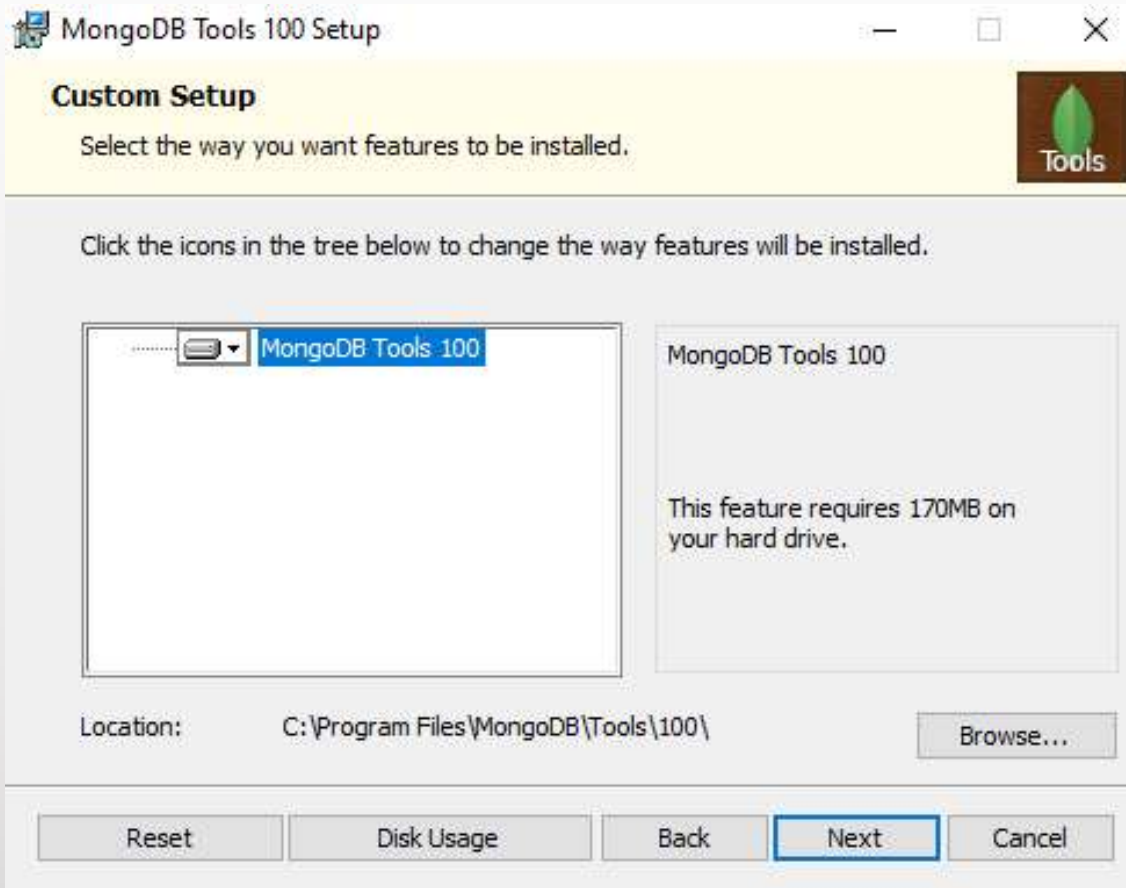 MongoDB Tools 100 Setup
Custom Setup
Select the way you want features to be installed.
Tools
Click the icons in the tree below to change the way features will be installed.
MongoDB Tools 100
MongoDB Tools 100
This feature requires 170MB on
your hard drive.
Location: C:\Program Files\MongoDB\Tools\100\
Browse...
Reset Disk Usage Back Next Cancel